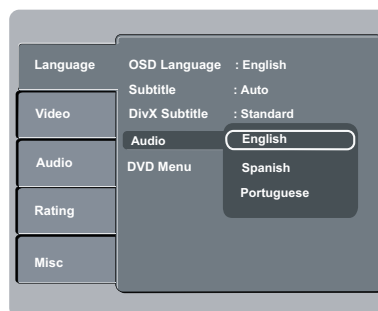 Language
Video
Audio
Rating
Misc
OSD Language : English
Subtitle : Auto
DivX Subtitle : Standard
Audio English
DVD Menu Spanish
Portuguese